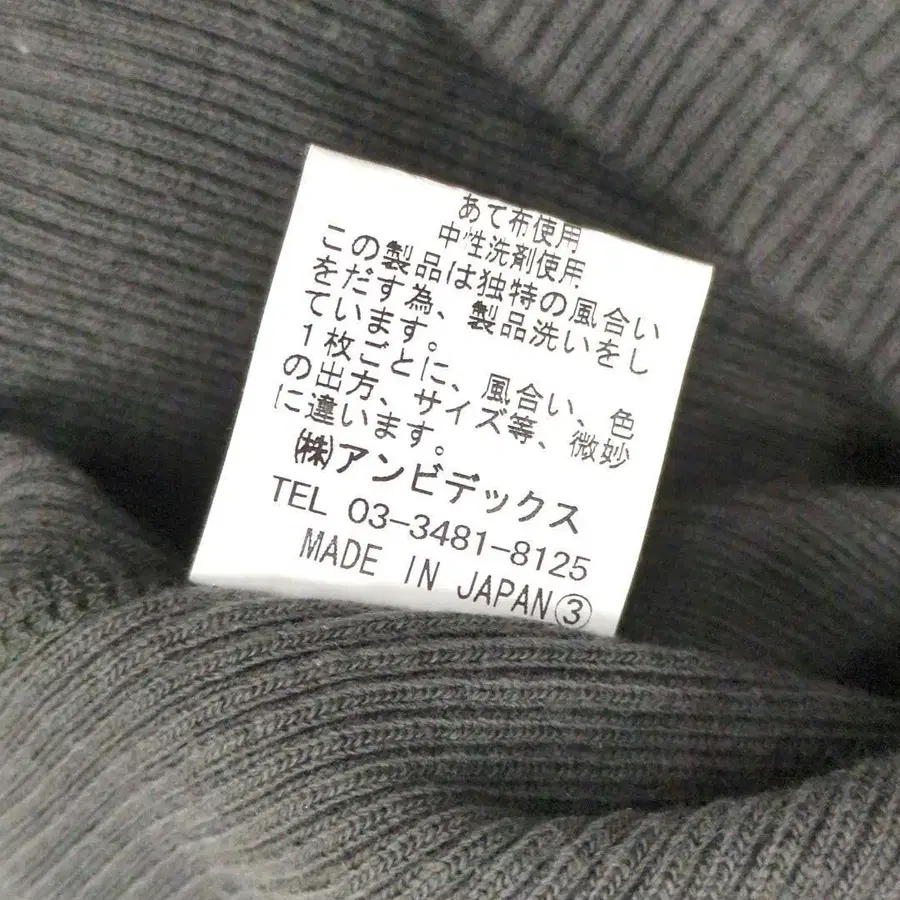 あて布使用
中性洗剤使用
この製品は独特の風合い
をだす為、製品洗いをし
ています。
1枚ごとに、風合い、色
の出方、サイズ等、微妙
に違います。
㈱アンビデックス
TEL 03-3481-8125
MADE IN JAPAN③